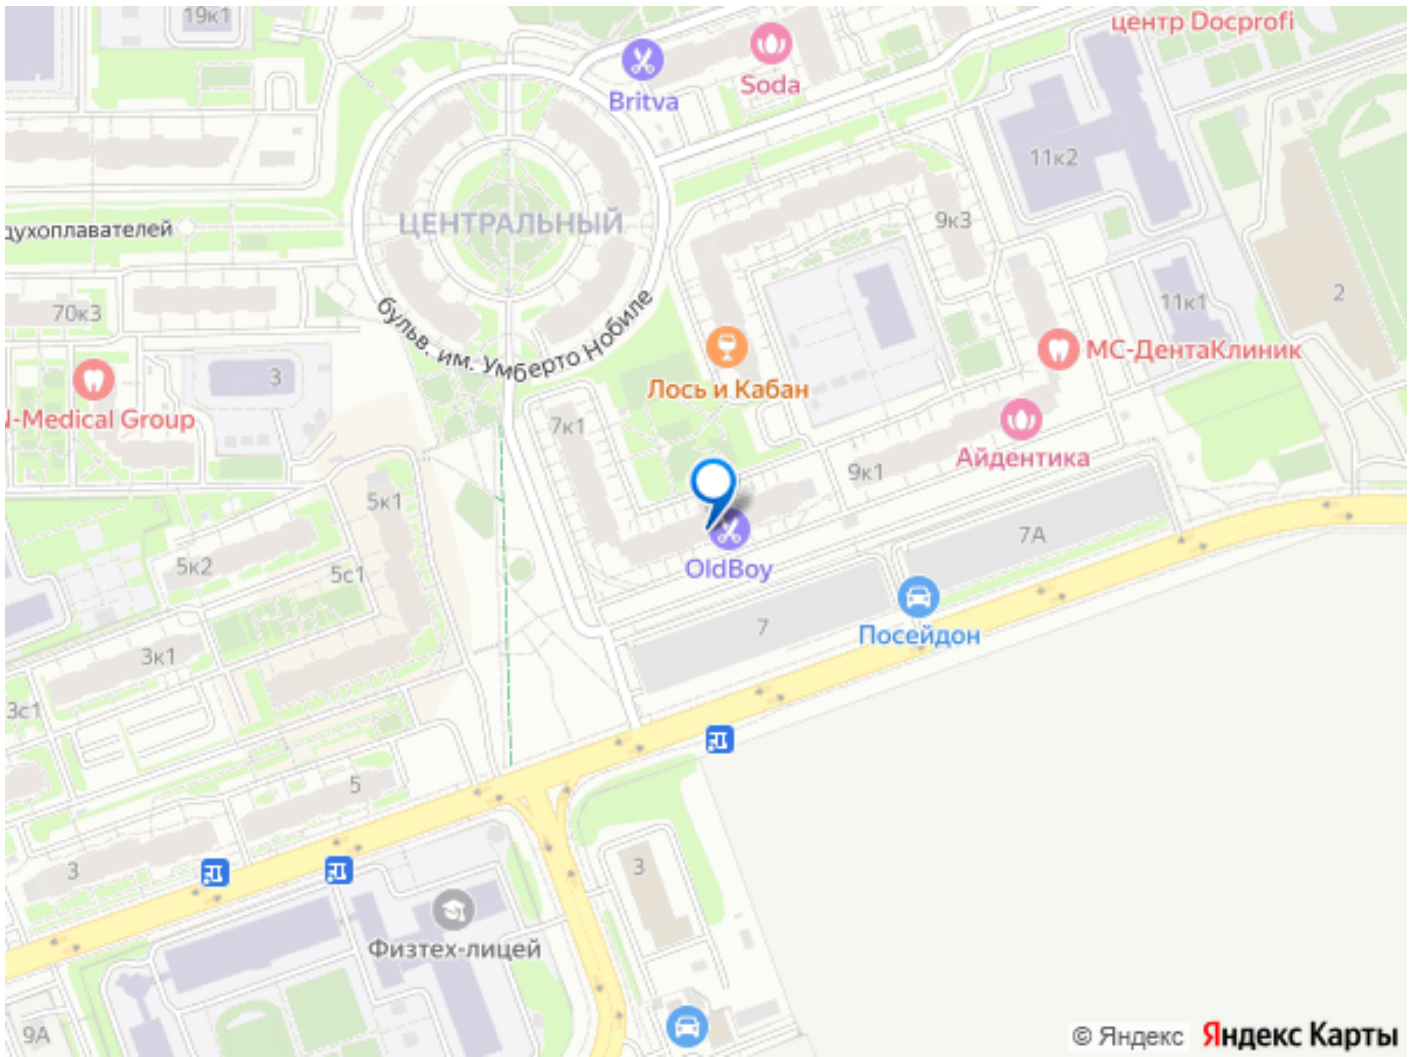 19к1
центр Docprofi
Soda
Britva
11к2
ЦЕНТРАЛЬНЫЙ
9к3
духоплавателей
70к3
11к1
2
бульв. им. Умберто Нобиле
3
МС-ДентаКлиник
N-Medical Group
Лось и Кабан
7к1
Айдентика
9к1
5к1
7А
5к2
5с1
OldBoy
7
Посейдон
3к1
3с1
5
3
3
Физтех-лицей
9А
© Яндекс Яндекс Карты